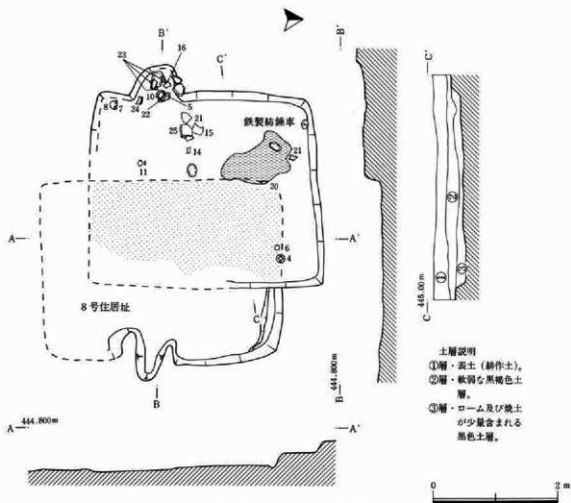 B′
16
23
C′
B′
C′
8
7
24
10
22
5
鉄製紡錘車
21
25
15
14
21
11
20
②
A
A′
6
4
①
③
445.00m
C
8号住居址
C
土層説明
①層・表土(耕作土)。
②層・軟弱な黒褐色土
層。
③層・ローム及び焼土
が少量含まれる
黒色土層。
B
444.800m
B
444.800m
A
A′
0
2 m